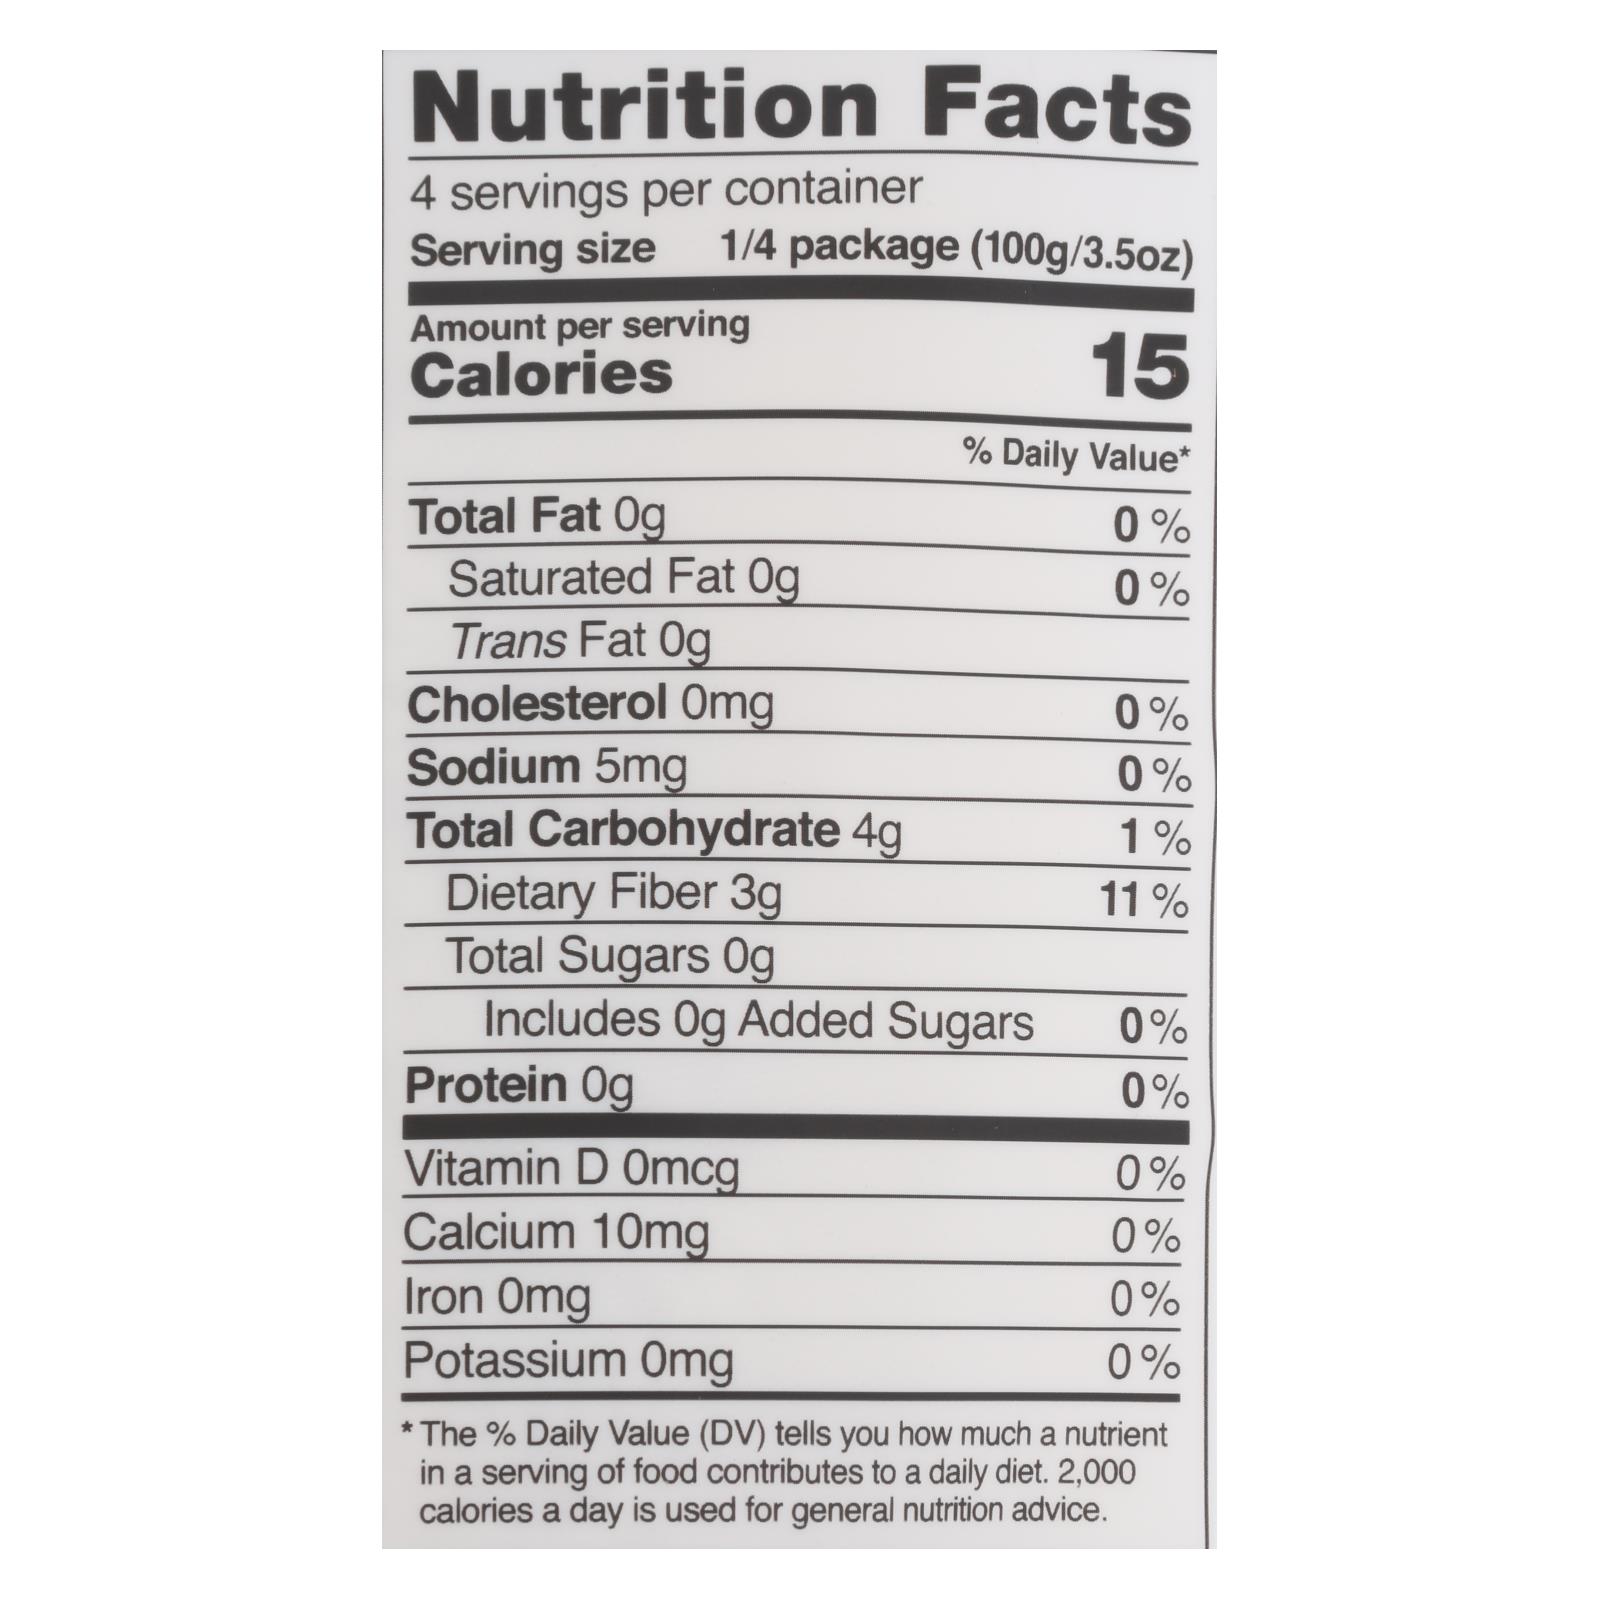 Nutrition Facts
4 servings per container
Serving size 1/4 package (100g/3.5oz)
Amount per serving
Calories 15
% Daily Value*
Total Fat 0g 0 %
Saturated Fat 0g 0 %
Trans Fat 0g
Cholesterol 0mg 0 %
Sodium 5mg 0 %
Total Carbohydrate 4g 1 %
Dietary Fiber 3g 11 %
Total Sugars 0g
Includes 0g Added Sugars 0%
Protein 0g 0%
Vitamin D 0mcg 0%
Calcium 10mg 0%
Iron 0mg 0%
Potassium 0mg 0%
* The % Daily Value (DV) tells you how much a nutrient
in a serving of food contributes to a daily diet. 2,000
calories a day is used for general nutrition advice.